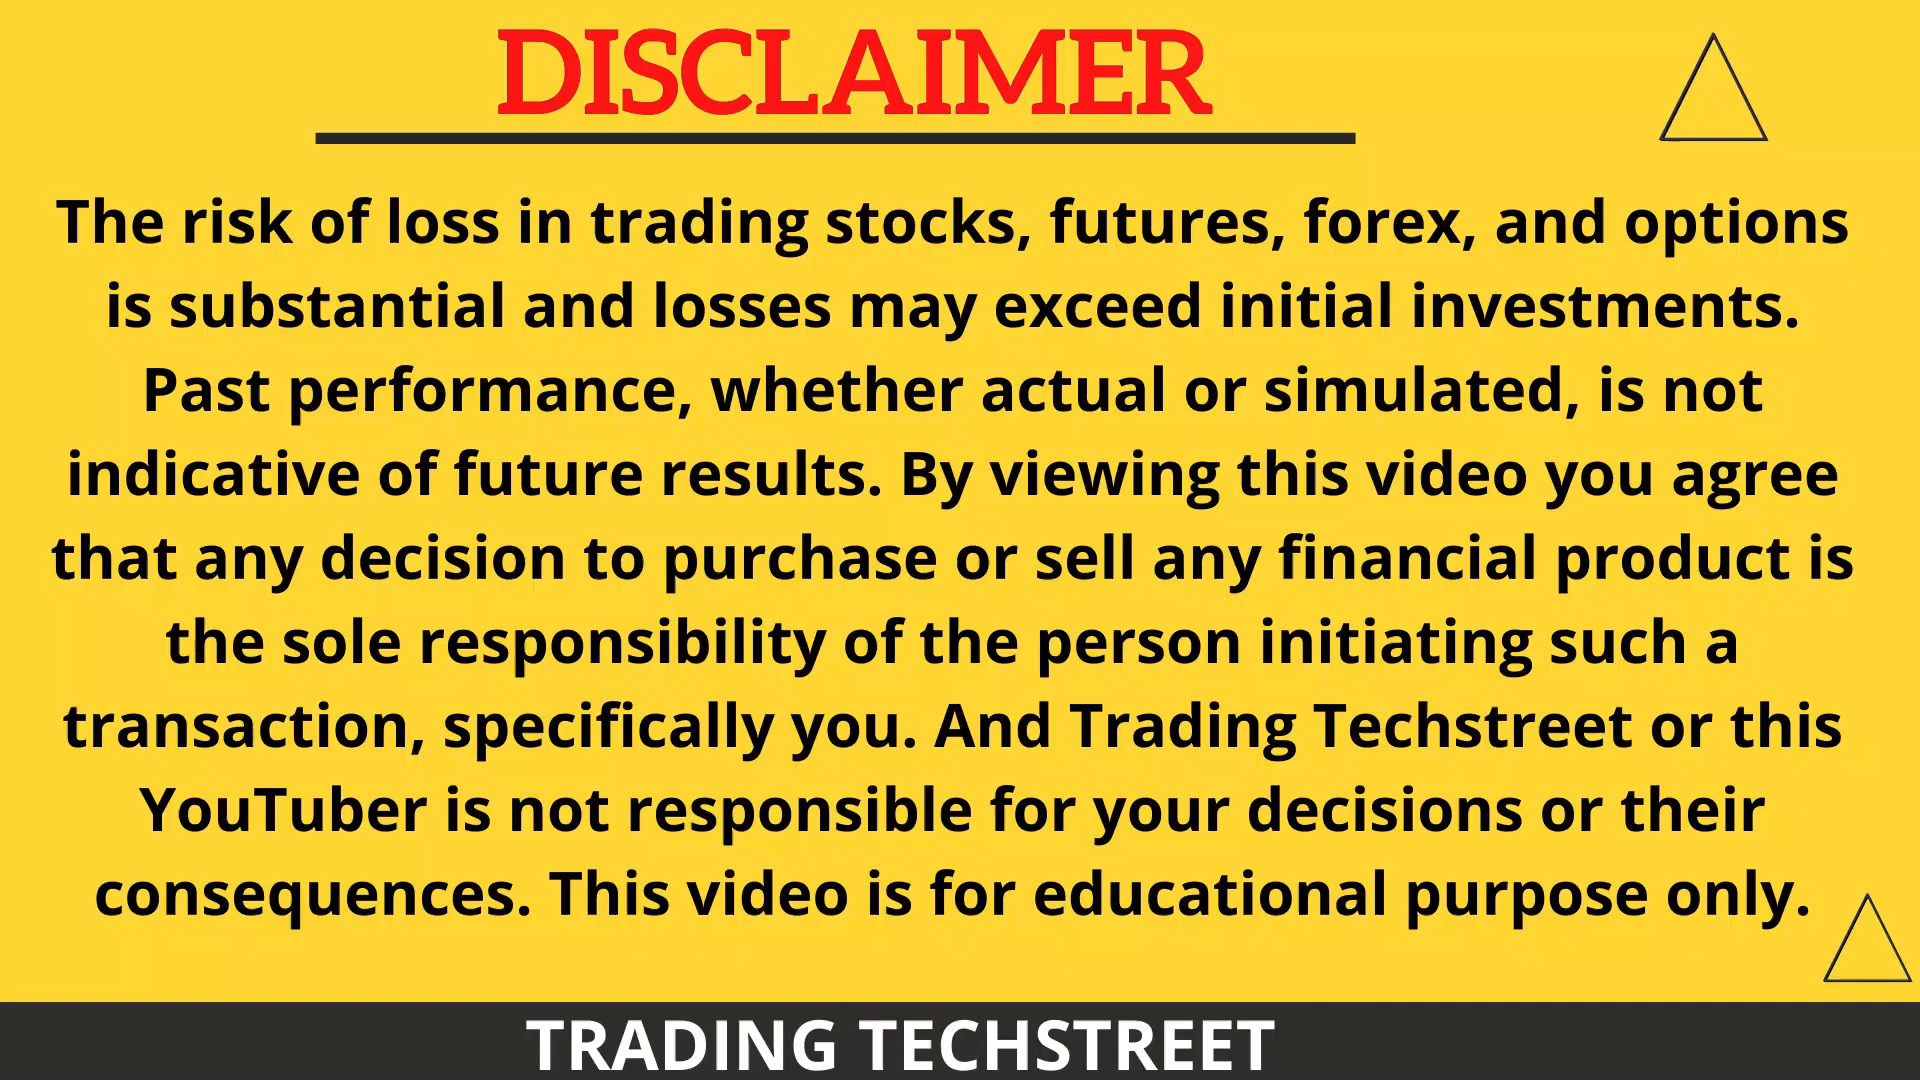 DISCLAIMER
The risk of loss in trading stocks, futures, forex, and options
is substantial and losses may exceed initial investments.
Past performance, whether actual or simulated, is not
indicative of future results. By viewing this video you agree
that any decision to purchase or sell any financial product is
the sole responsibility of the person initiating such a
transaction, specifically you. And Trading Techstreet or this
YouTuber is not responsible for your decisions or their
consequences. This video is for educational purpose only.
TRADING TECHSTREET